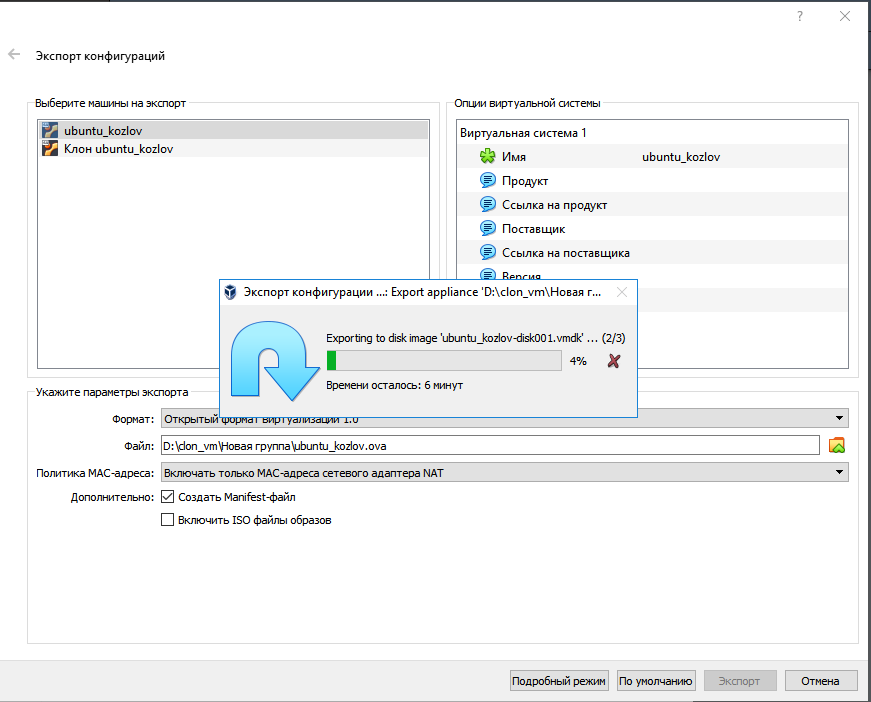 ?
Экспорт конфигураций
Выберите машины на экспорт
ubuntu_kozlov
Клон ubuntu_kozlov
Опции виртуальной системы
Виртуальная система 1
Имя ubuntu_kozlov
Продукт
Ссылка на продукт
Поставщик
Ссылка на поставщика
Версия
Экспорт конфигурации ...: Export appliance 'D:\clon_vm\Новая г...
Exporting to disk image 'ubuntu_kozlov-disk001.vmdk' ... (2/3)
4%
Времени осталось: 6 минут
Укажите параметры экспорта
Формат: Открытый формат виртуализации 1.0
Файл: D:\clon_vm\Новая группа\ubuntu_kozlov.ova
Политика MAC-адреса: Включать только MAC-адреса сетевого адаптера NAT
Дополнительно: Создать Manifest-файл
Включить ISO файлы образов
Подробный режим По умолчанию Экспорт Отмена